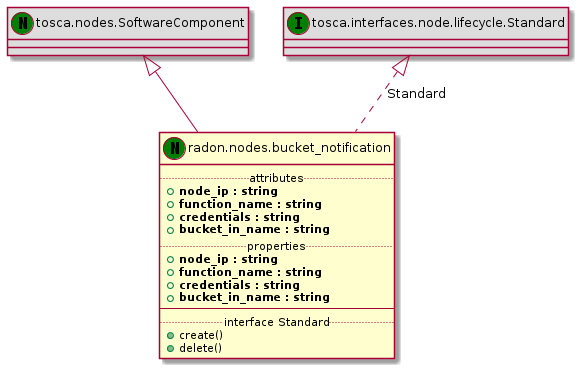 N tosca.nodes.SoftwareComponent
I tosca.interfaces.node.lifecycle.Standard
Standard
N radon.nodes.bucket_notification
attributes
node_ip : string
function_name : string
credentials : string
bucket_in_name : string
properties
node_ip : string
function_name : string
credentials : string
bucket_in_name : string
interface Standard
create()
delete()